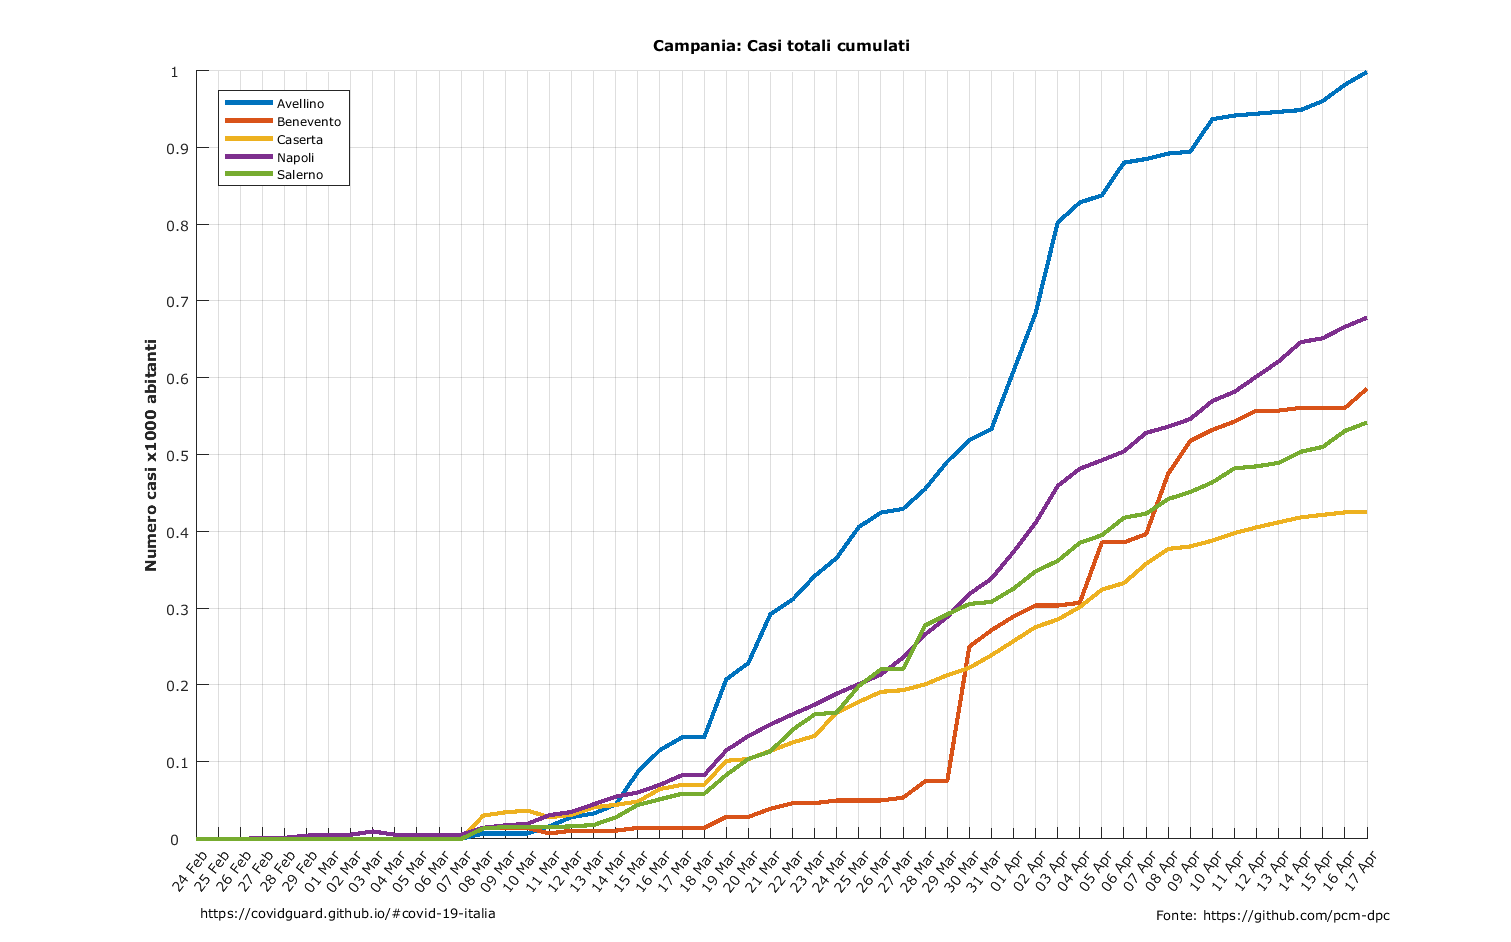 Campania: Casi totali cumulati
Numero casi x1000 abitanti
1
0.9
0.8
0.7
0.6
0.5
0.4
0.3
0.2
0.1
0
Avellino
Benevento
Caserta
Napoli
Salerno
24 Feb
25 Feb
26 Feb
27 Feb
28 Feb
29 Feb
01 Mar
02 Mar
03 Mar
04 Mar
05 Mar
06 Mar
07 Mar
08 Mar
09 Mar
10 Mar
11 Mar
12 Mar
13 Mar
14 Mar
15 Mar
16 Mar
17 Mar
18 Mar
19 Mar
20 Mar
21 Mar
22 Mar
23 Mar
24 Mar
25 Mar
26 Mar
27 Mar
28 Mar
29 Mar
30 Mar
31 Mar
01 Apr
02 Apr
03 Apr
04 Apr
05 Apr
06 Apr
07 Apr
08 Apr
09 Apr
10 Apr
11 Apr
12 Apr
13 Apr
14 Apr
15 Apr
16 Apr
17 Apr
https://covidguard.github.io/#covid-19-italia
Fonte: https://github.com/pcm-dpc